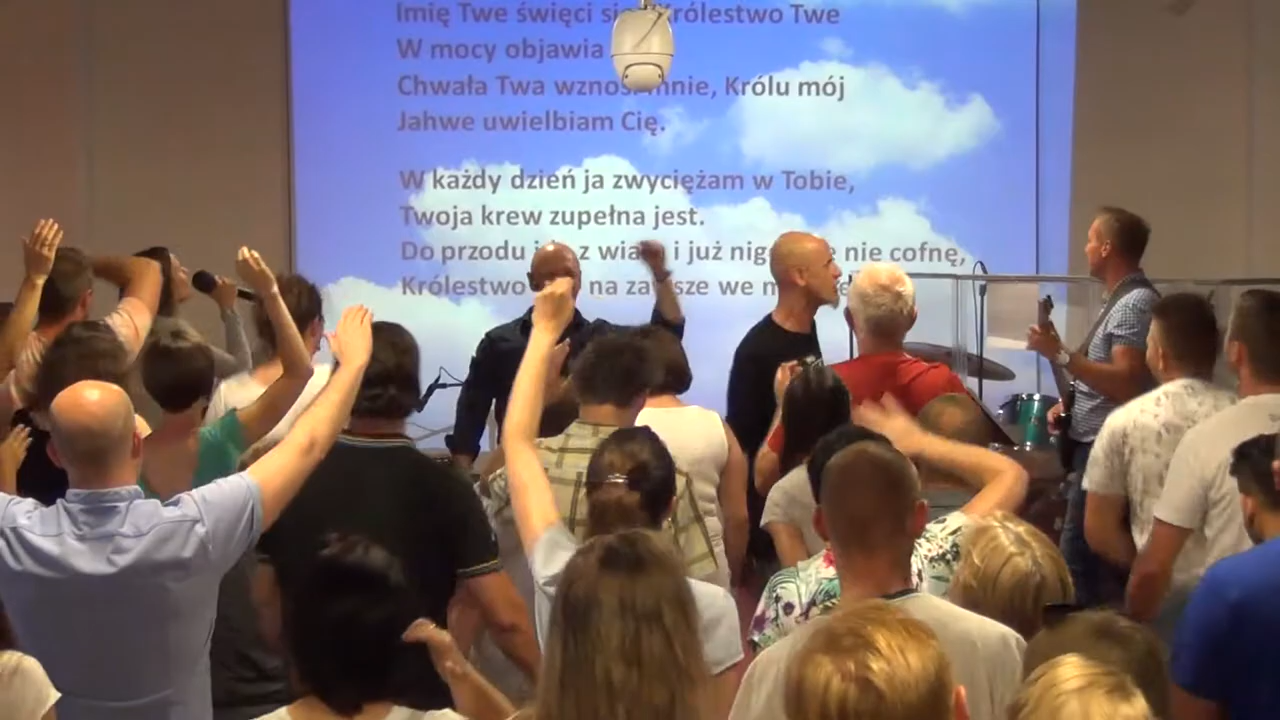 Imię Twe święci Królestwo Twe
W mocy objawia
Chwała Twa wznosi mnie, Królu mój
Jahwe uwielbiam Cię.
W każdy dzień ja zwyciężam w Tobie,
Twoja krew zupełna jest.
Do przodu z wiarą i już nigdy nie cofnę,
Królestwo na zawsze we